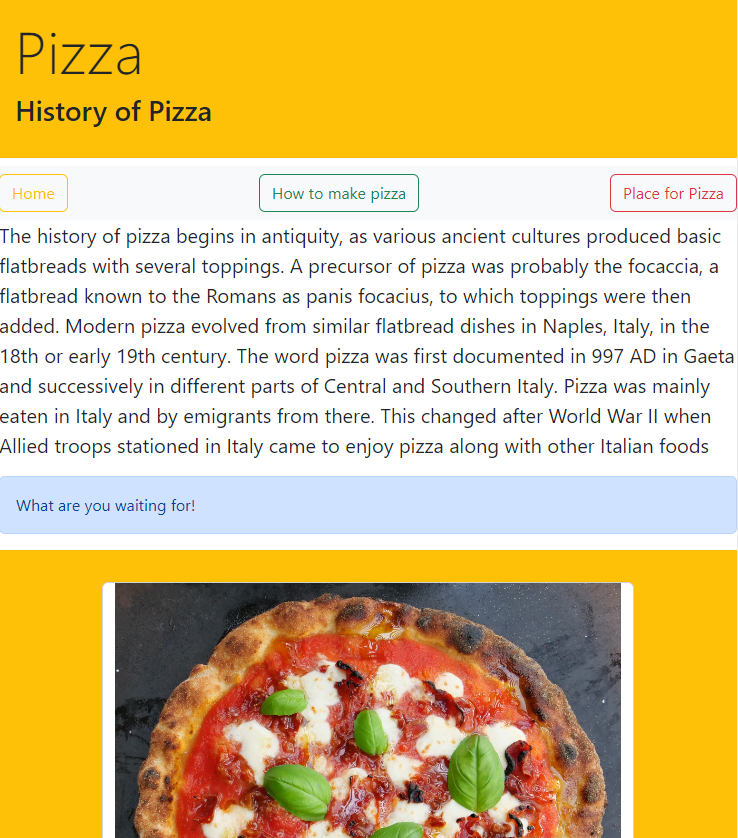 Pizza
History of Pizza
Home
How to make pizza
Place for Pizza
The history of pizza begins in antiquity, as various ancient cultures produced basic
flatbreads with several toppings. A precursor of pizza was probably the focaccia, a
flatbread known to the Romans as panis focacius, to which toppings were then
added. Modern pizza evolved from similar flatbread dishes in Naples, Italy, in the
18th or early 19th century. The word pizza was first documented in 997 AD in Gaeta
and successively in different parts of Central and Southern Italy. Pizza was mainly
eaten in Italy and by emigrants from there. This changed after World War II when
Allied troops stationed in Italy came to enjoy pizza along with other Italian foods
What are you waiting for!